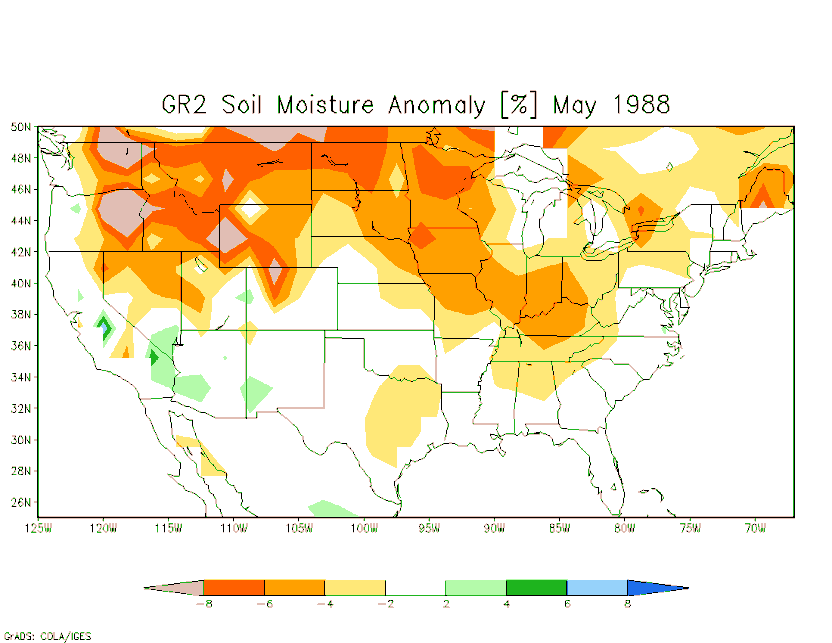 GR2 Soil Moisture Anomaly [%] May 1988
50N
48N
46N
44N
42N
40N
38N
36N
34N
32N
30N
28N
26N
125W 120W 115W 110W 105W 100W 95W 90W 85W 80W 75W 70W
-8 -6 -4 -2 2 4 6 8
GrADS: COLA/IGES